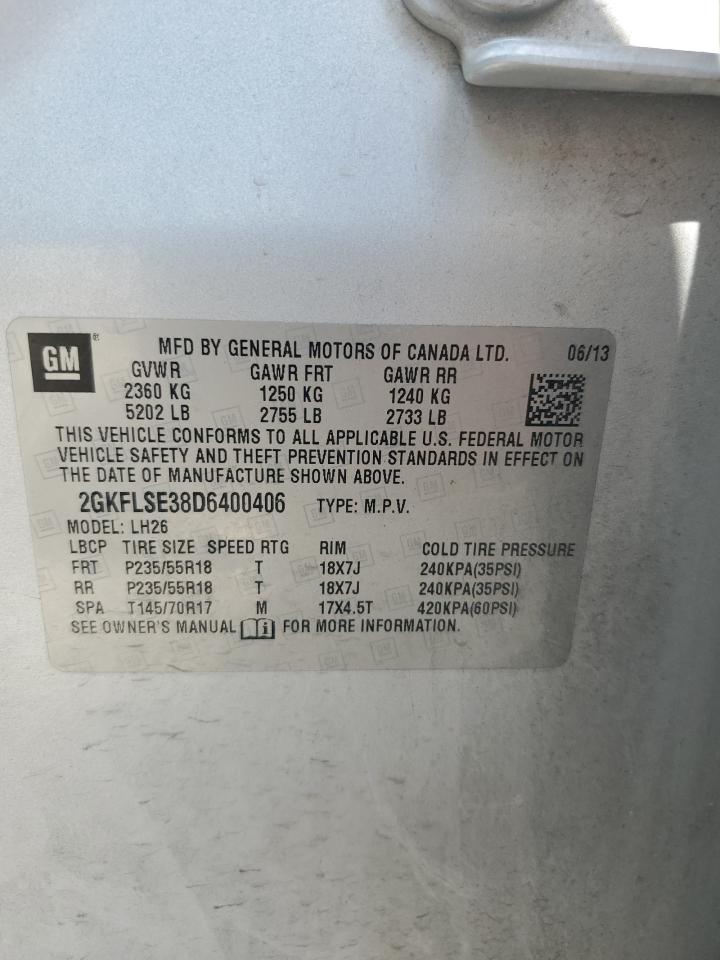 GM
MFD BY GENERAL MOTORS OF CANADA LTD. 06/13
GVWR GAWR FRT GAWR RR
2360 KG 1250 KG 1240 KG
5202 LB 2755 LB 2733 LB
THIS VEHICLE CONFORMS TO ALL APPLICABLE U.S. FEDERAL MOTOR
VEHICLE SAFETY AND THEFT PREVENTION STANDARDS IN EFFECT ON
THE DATE OF MANUFACTURE SHOWN ABOVE.
2GKFLSE38D6400406 TYPE: M.P.V.
MODEL: LH26
LBCP TIRE SIZE SPEED RTG RIM COLD TIRE PRESSURE
FRT P235/55R18 T 18X7J 240KPA(35PSI)
RR P235/55R18 T 18X7J 240KPA(35PSI)
SPA T145/70R17 M 17X4.5T 420KPA(60PSI)
SEE OWNER'S MANUAL FOR MORE INFORMATION.